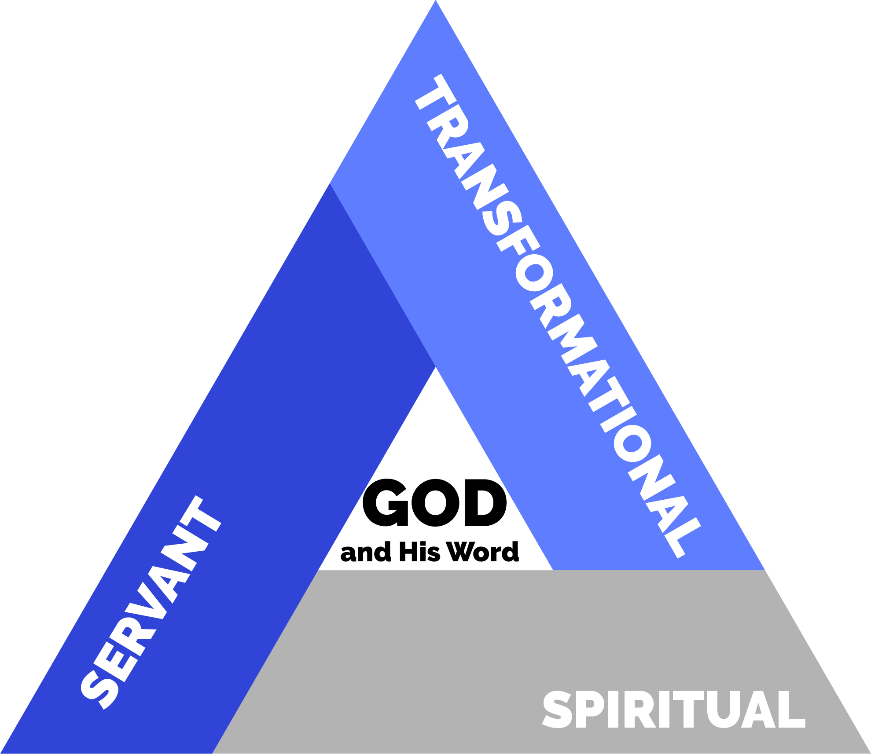 TRANSFORMATIONAL
SERVANT
GOD
and His Word
SPIRITUAL